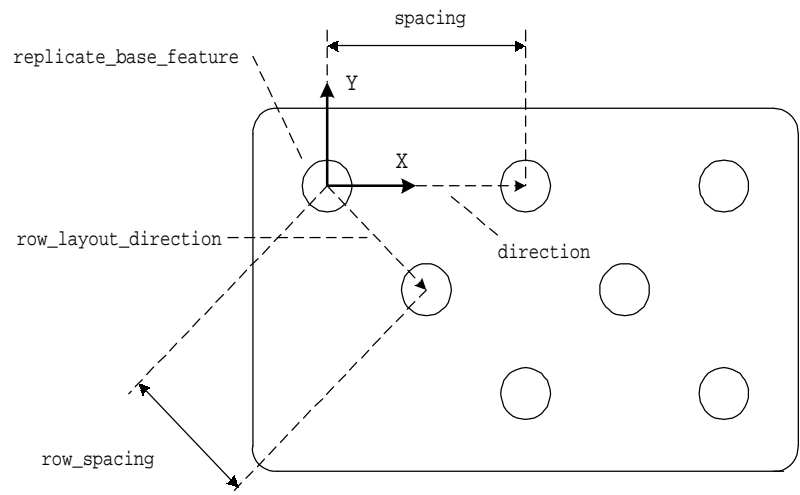 spacing
replicate_base_feature
Y
X
row_layout_direction
direction
row_spacing